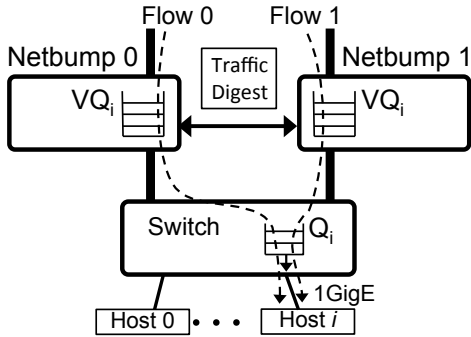 Flow 0 Flow 1
Netbump 0 Netbump 1
Traffic
Digest
VQi VQi
Switch Qi
1GigE
Host 0 • • • Host i